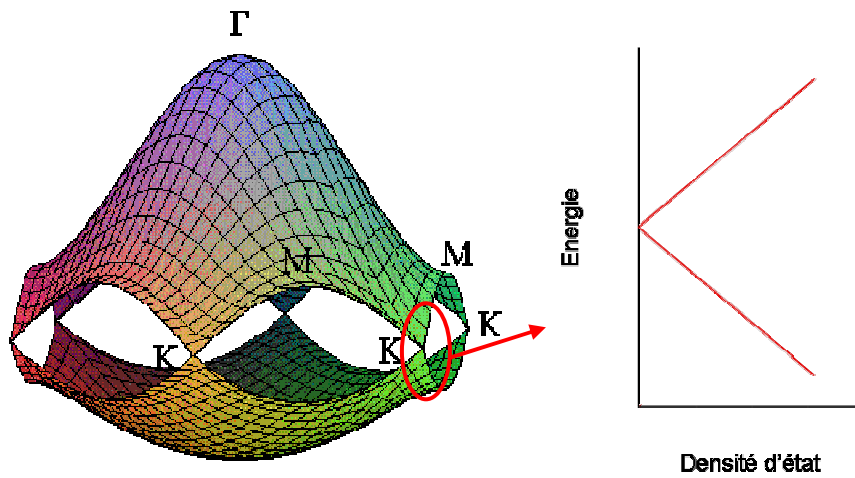 Γ
M
M
K
K
K
Energie
Densité d'état